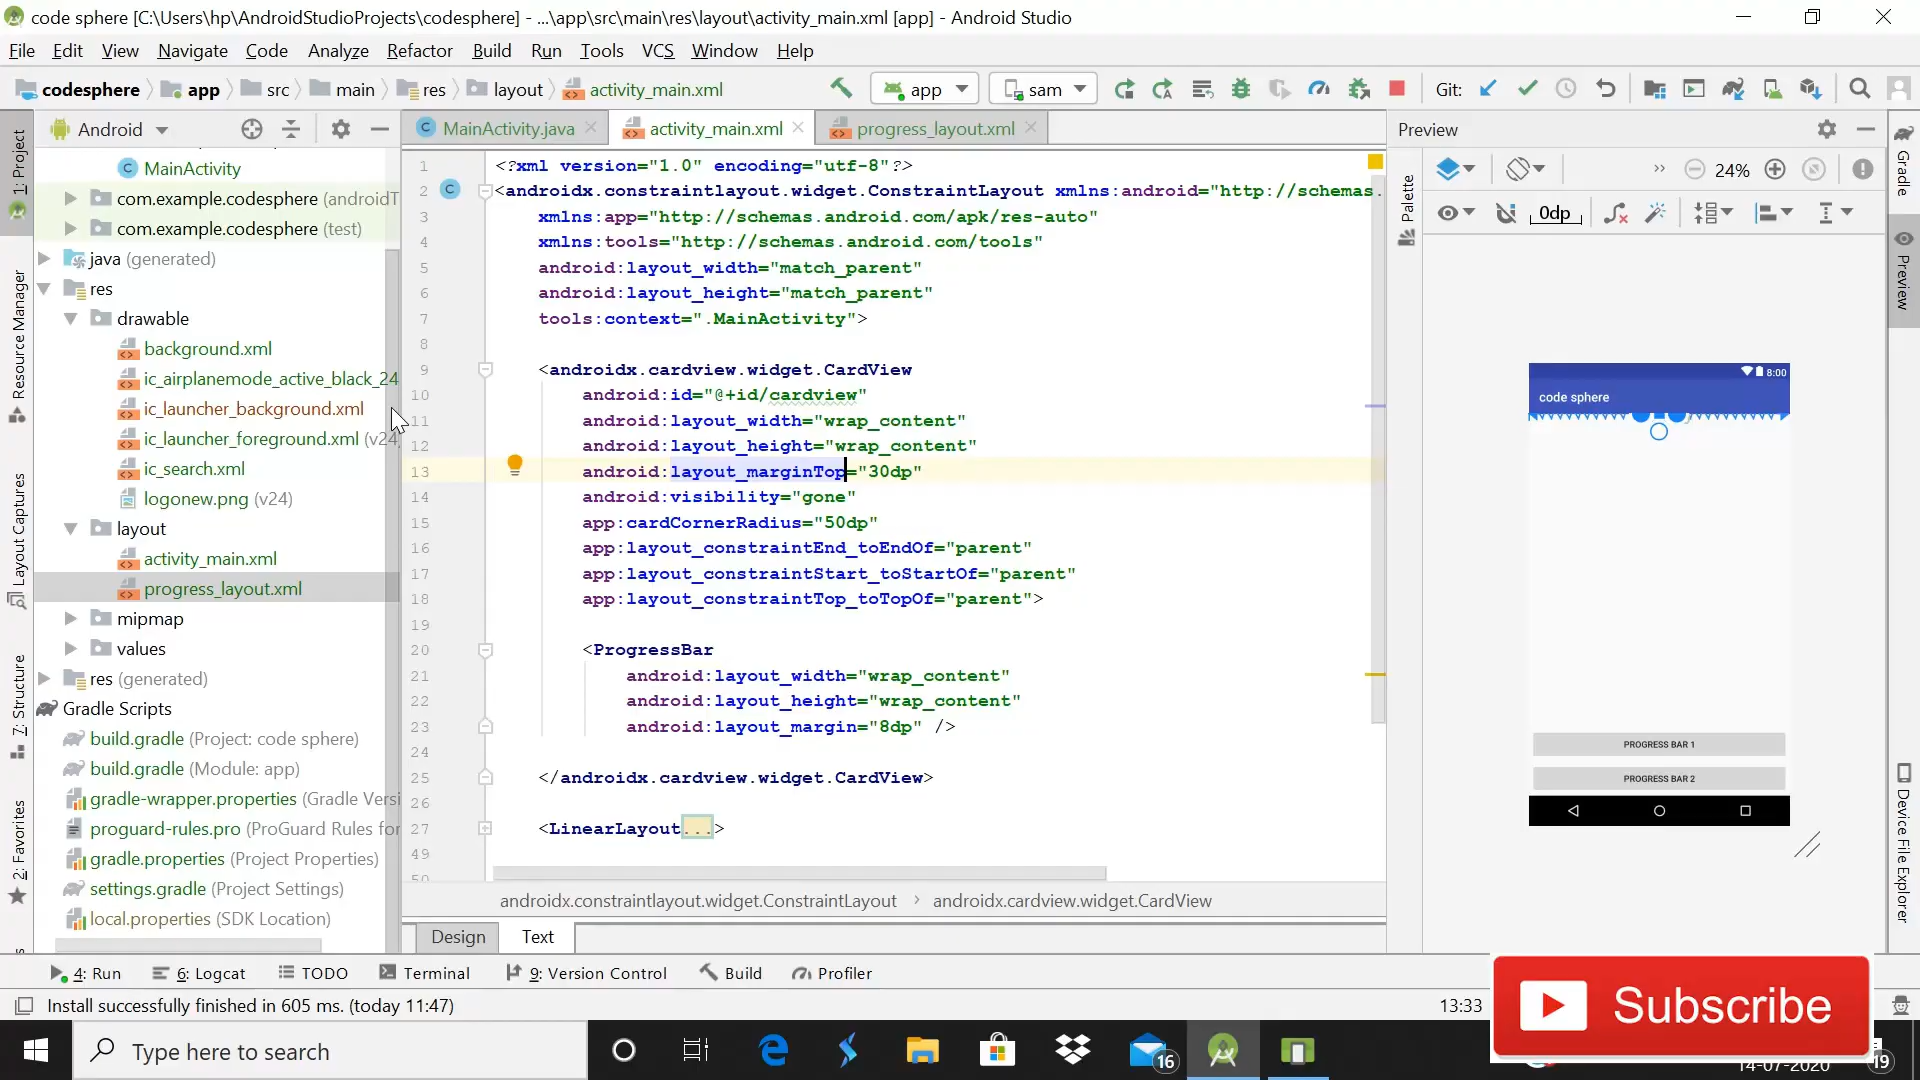 code sphere [C:\Users\hp\AndroidStudioProjects\codesphere] - ...\app\src\main\res\layout\activity_main.xml [app] - Android Studio
File Edit View Navigate Code Analyze Refactor Build Run Tools VCS Window Help
codesphere app src main res layout activity_main.xml app sam Git:
Android MainActivity.java activity_main.xml progress_layout.xml Preview
1: Project
Resource Manager
Layout Captures
7: Structure
2: Favorites
MainActivity
com.example.codesphere (androidT
com.example.codesphere (test)
java (generated)
res
drawable
background.xml
ic_airplanemode_active_black_24
ic_launcher_background.xml
ic_launcher_foreground.xml (v24
ic_search.xml
logonew.png (v24)
layout
activity_main.xml
progress_layout.xml
mipmap
values
res (generated)
Gradle Scripts
build.gradle (Project: code sphere)
build.gradle (Module: app)
gradle-wrapper.properties (Gradle Versi
proguard-rules.pro (ProGuard Rules for
gradle.properties (Project Properties)
settings.gradle (Project Settings)
local.properties (SDK Location)
1 <?xml version="1.0" encoding="utf-8"?>
2 <androidx.constraintlayout.widget.ConstraintLayout xmlns:android="http://schemas.
3 xmlns:app="http://schemas.android.com/apk/res-auto"
4 xmlns:tools="http://schemas.android.com/tools"
5 android:layout_width="match_parent"
6 android:layout_height="match_parent"
7 tools:context=".MainActivity">
8
9 <androidx.cardview.widget.CardView
10 android:id="@+id/cardview"
11 android:layout_width="wrap_content"
12 android:layout_height="wrap_content"
13 android:layout_marginTop="30dp"
14 android:visibility="gone"
15 app:cardCornerRadius="50dp"
16 app:layout_constraintEnd_toEndOf="parent"
17 app:layout_constraintStart_toStartOf="parent"
18 app:layout_constraintTop_toTopOf="parent">
19
20 <ProgressBar
21 android:layout_width="wrap_content"
22 android:layout_height="wrap_content"
23 android:layout_margin="8dp" />
24
25 </androidx.cardview.widget.CardView>
26
27 <LinearLayout...>
49
50
androidx.constraintlayout.widget.ConstraintLayout › androidx.cardview.widget.CardView
Design Text
Palette
24%
0dp
8:00
code sphere
PROGRESS BAR 1
PROGRESS BAR 2
Gradle
Preview
Device File Explorer
4: Run 6: Logcat TODO Terminal 9: Version Control Build Profiler
Install successfully finished in 605 ms. (today 11:47) 13:33
Subscribe
Type here to search
16
14-07-2020
19